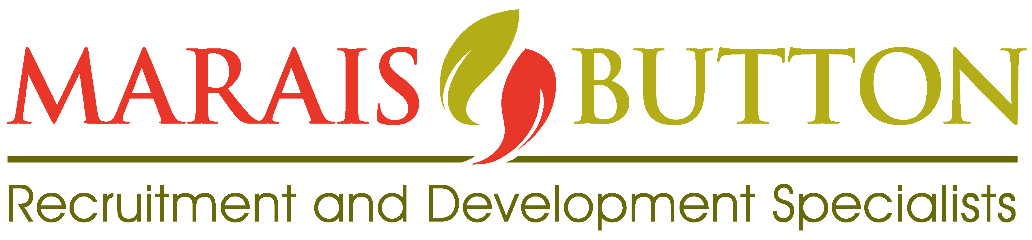 MARAIS BUTTON
Recruitment and Development Specialists